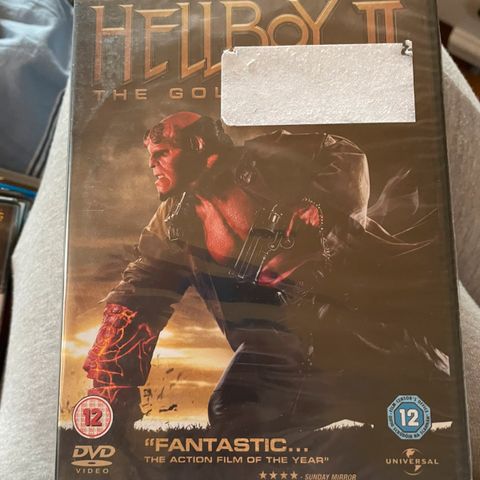 HELLBOY II
THE GOL
12
DVD
VIDEO
"FANTASTIC...
THE ACTION FILM OF THE YEAR"
★★★★ - SUNDAY MIRROR
12
UNIVERSAL